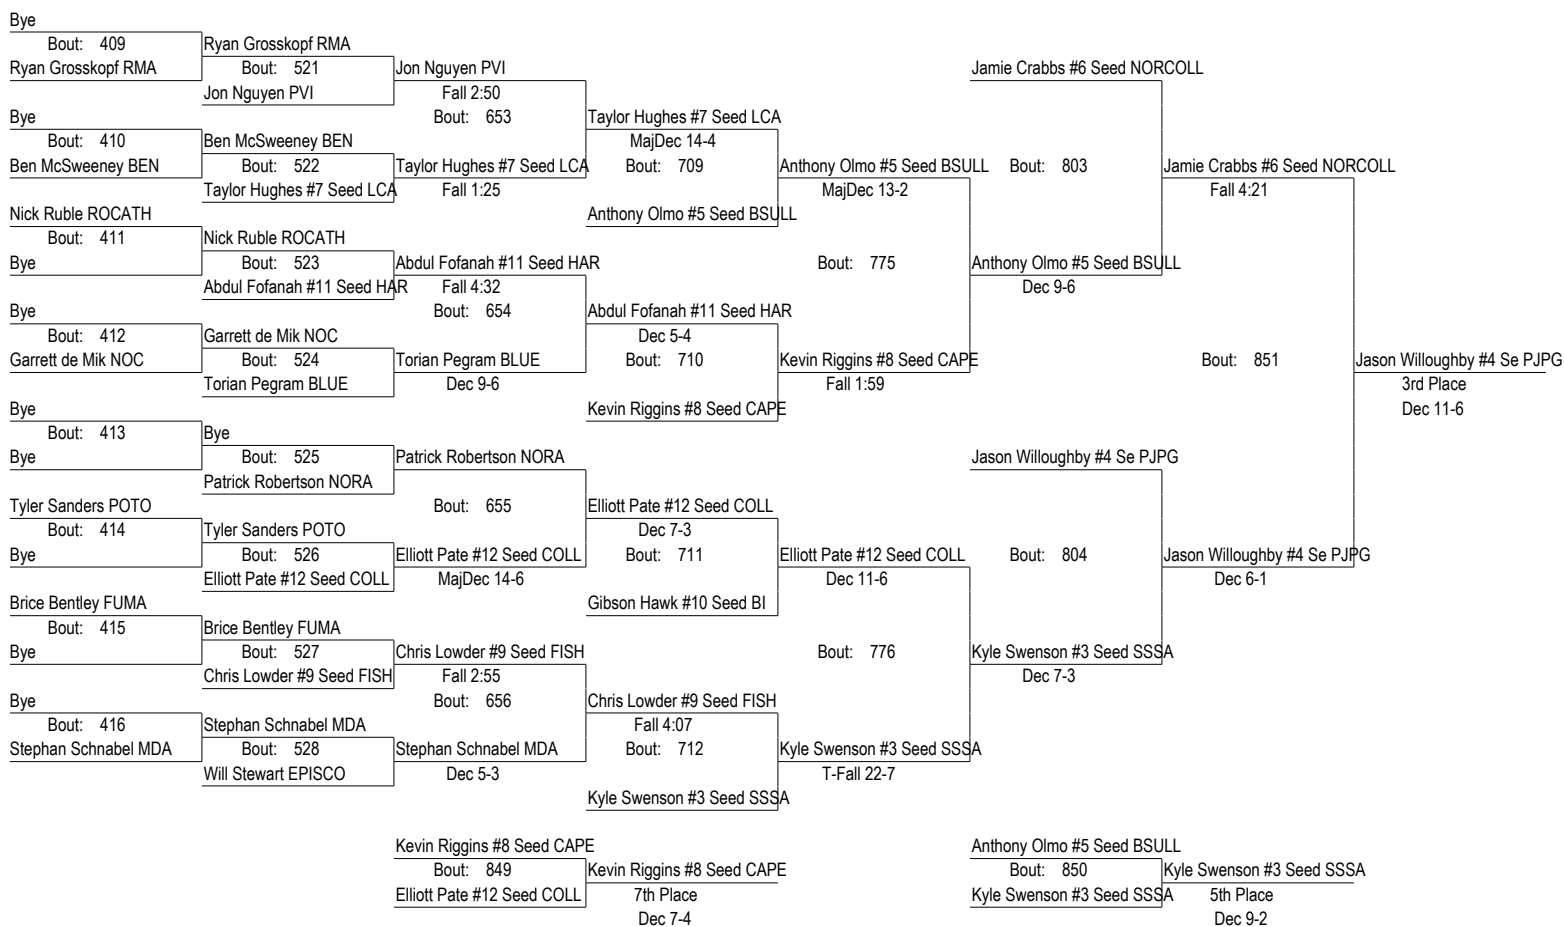 Bye
Bout: 409 Ryan Grosskopf RMA
Ryan Grosskopf RMA Bout: 521 Jon Nguyen PVI Jamie Crabbs #6 Seed NORCOLL
Jon Nguyen PVI Fall 2:50
Bye Bout: 653 Taylor Hughes #7 Seed LCA
Bout: 410 Ben McSweeney BEN MajDec 14-4
Ben McSweeney BEN Bout: 522 Taylor Hughes #7 Seed LCA Bout: 709 Anthony Olmo #5 Seed BSULL Bout: 803 Jamie Crabbs #6 Seed NORCOLL
Taylor Hughes #7 Seed LCA Fall 1:25 MajDec 13-2 Fall 4:21
Nick Ruble ROCATH Anthony Olmo #5 Seed BSULL
Bout: 411 Nick Ruble ROCATH
Bye Bout: 523 Abdul Fofanah #11 Seed HAR Bout: 775 Anthony Olmo #5 Seed BSULL
Abdul Fofanah #11 Seed HAR Fall 4:32 Dec 9-6
Bye Bout: 654 Abdul Fofanah #11 Seed HAR
Bout: 412 Garrett de Mik NOC Dec 5-4
Garrett de Mik NOC Bout: 524 Torian Pegram BLUE Bout: 710 Kevin Riggins #8 Seed CAPE Bout: 851 Jason Willoughby #4 Se PJPG
Torian Pegram BLUE Dec 9-6 Fall 1:59 3rd Place
Bye Kevin Riggins #8 Seed CAPE Dec 11-6
Bout: 413 Bye
Bye Bout: 525 Patrick Robertson NORA Jason Willoughby #4 Se PJPG
Patrick Robertson NORA
Tyler Sanders POTO Bout: 655 Elliott Pate #12 Seed COLL
Bout: 414 Tyler Sanders POTO Dec 7-3
Bye Bout: 526 Elliott Pate #12 Seed COLL Bout: 711 Elliott Pate #12 Seed COLL Bout: 804 Jason Willoughby #4 Se PJPG
Elliott Pate #12 Seed COLL MajDec 14-6 Dec 11-6 Dec 6-1
Brice Bentley FUMA Gibson Hawk #10 Seed BI
Bout: 415 Brice Bentley FUMA
Bye Bout: 527 Chris Lowder #9 Seed FISH Bout: 776 Kyle Swenson #3 Seed SSSA
Chris Lowder #9 Seed FISH Fall 2:55 Dec 7-3
Bye Bout: 656 Chris Lowder #9 Seed FISH
Bout: 416 Stephan Schnabel MDA Fall 4:07
Stephan Schnabel MDA Bout: 528 Stephan Schnabel MDA Bout: 712 Kyle Swenson #3 Seed SSSA
Will Stewart EPISCO Dec 5-3 T-Fall 22-7
Kyle Swenson #3 Seed SSSA
Kevin Riggins #8 Seed CAPE Anthony Olmo #5 Seed BSULL
Bout: 849 Kevin Riggins #8 Seed CAPE Bout: 850 Kyle Swenson #3 Seed SSSA
Elliott Pate #12 Seed COLL 7th Place Kyle Swenson #3 Seed SSSA 5th Place
Dec 7-4 Dec 9-2